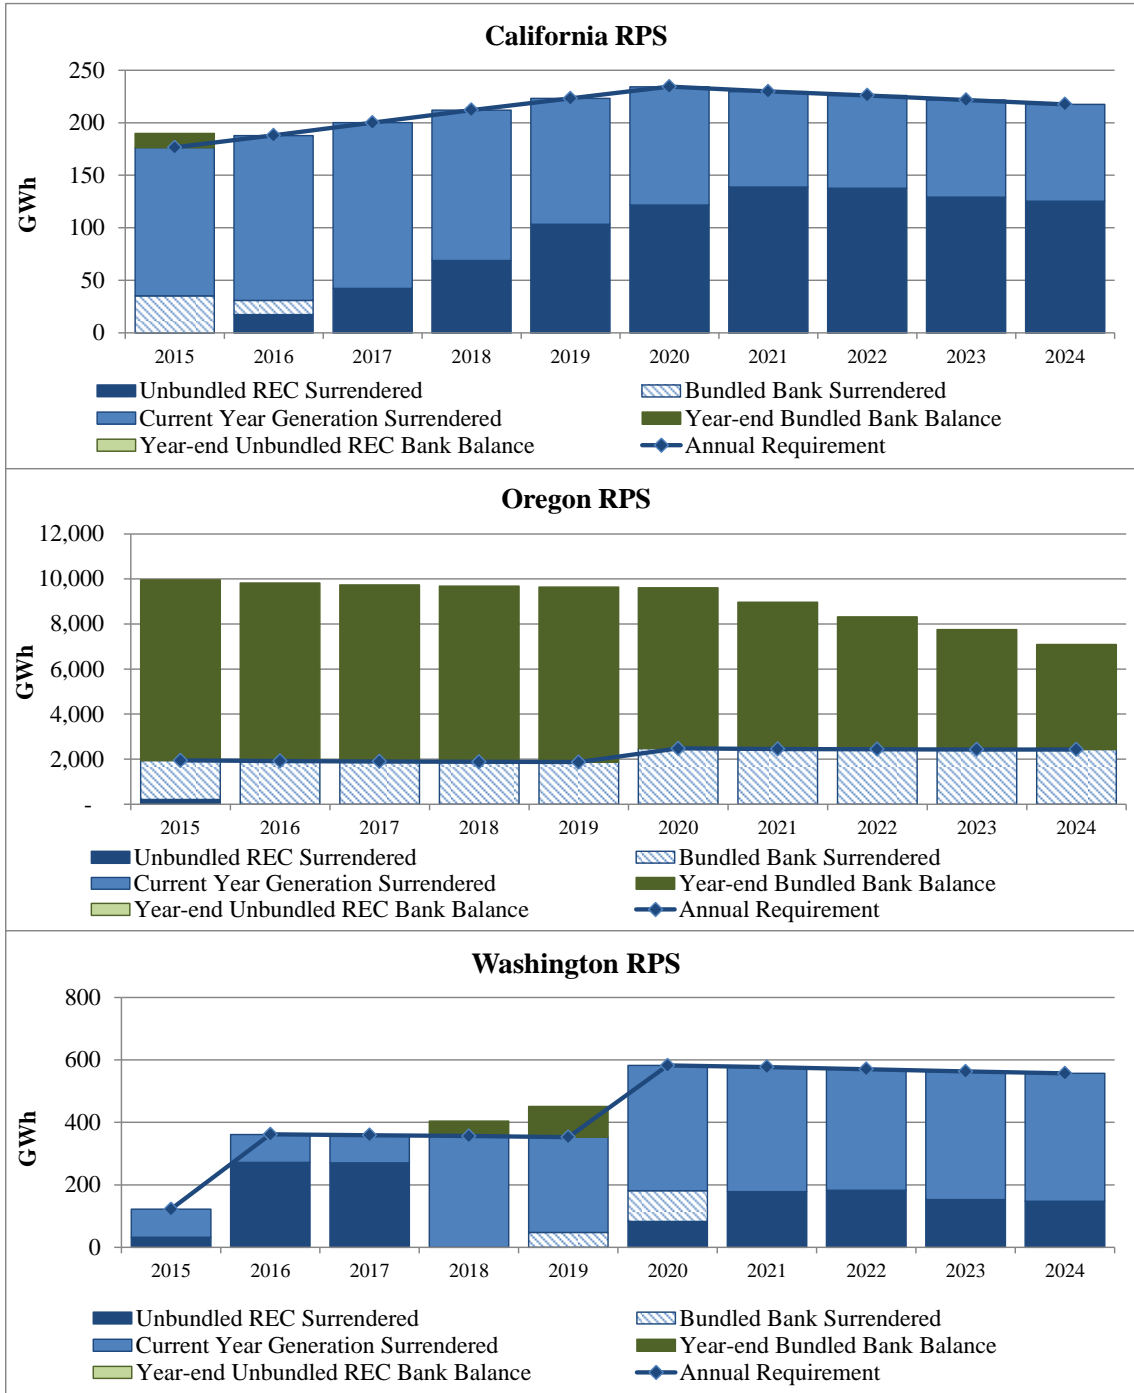 California RPS
250
200
150
100
50
0
GWh
2015 2016 2017 2018 2019 2020 2021 2022 2023 2024
Unbundled REC Surrendered Bundled Bank Surrendered
Current Year Generation Surrendered Year-end Bundled Bank Balance
Year-end Unbundled REC Bank Balance Annual Requirement
Oregon RPS
12,000
10,000
8,000
6,000
4,000
2,000
-
GWh
2015 2016 2017 2018 2019 2020 2021 2022 2023 2024
Unbundled REC Surrendered Bundled Bank Surrendered
Current Year Generation Surrendered Year-end Bundled Bank Balance
Year-end Unbundled REC Bank Balance Annual Requirement
Washington RPS
800
600
400
200
0
GWh
2015 2016 2017 2018 2019 2020 2021 2022 2023 2024
Unbundled REC Surrendered Bundled Bank Surrendered
Current Year Generation Surrendered Year-end Bundled Bank Balance
Year-end Unbundled REC Bank Balance Annual Requirement